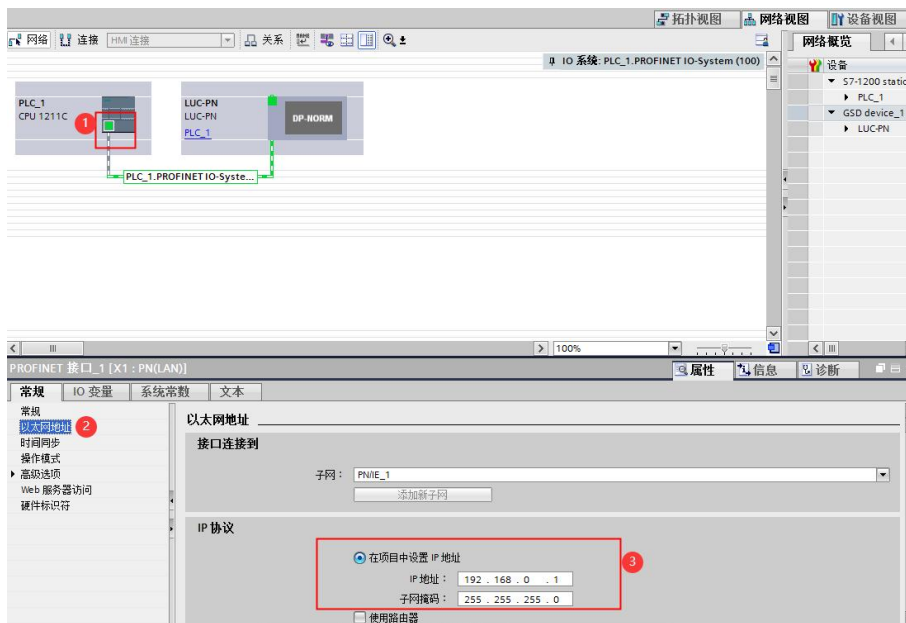 拓扑视图 网络视图 设备视图
网络 连接 HMI 连接 关系
网络概览
IO 系统: PLC_1.PROFINET IO-System (100)
设备
S7-1200 static
PLC_1
GSD device_1
LUC-PN
PLC_1
CPU 1211C
1
LUC-PN
LUC-PN
PLC_1
DP-NORM
PLC_1.PROFINET IO-Syste...
100%
PROFINET 接口_1 [X1 : PN(LAN)]
属性 信息 诊断
常规 IO 变量 系统常数 文本
常规
以太网地址 2
时间同步
操作模式
高级选项
Web 服务器访问
硬件标识符
以太网地址
接口连接到
子网： PN/IE_1
添加新子网
IP 协议
在项目中设置 IP 地址
3
IP 地址： 192 . 168 . 0 . 1
子网掩码： 255 . 255 . 255 . 0
使用路由器